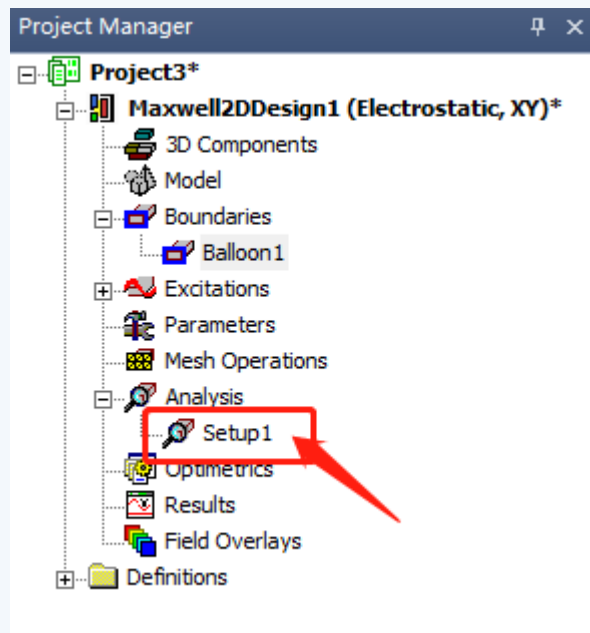 Project Manager
Project3*
Maxwell2DDesign1 (Electrostatic, XY)*
3D Components
Model
Boundaries
Balloon1
Excitations
Parameters
Mesh Operations
Analysis
Setup1
Optimetrics
Results
Field Overlays
Definitions